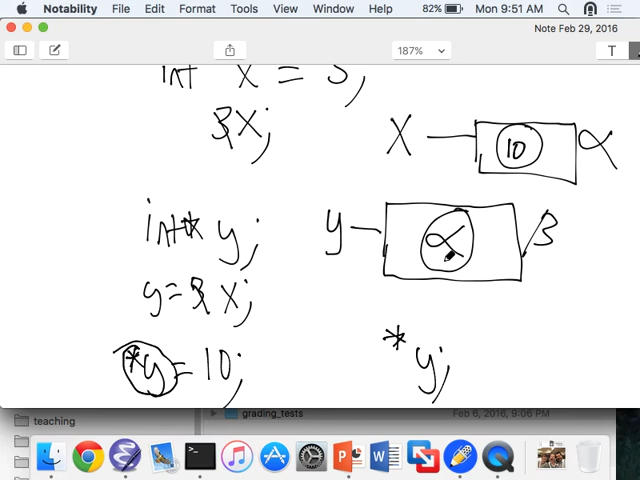 Notability File Edit Format Tools View Window Help 82% Mon 9:51 AM
Note Feb 29, 2016
187% T
int X = 5;
&X;
X 10 α
int* y;
y α β
y=&X;
*y=10;
*y;
teaching grading_tests Feb 6, 2016, 9:06 PM